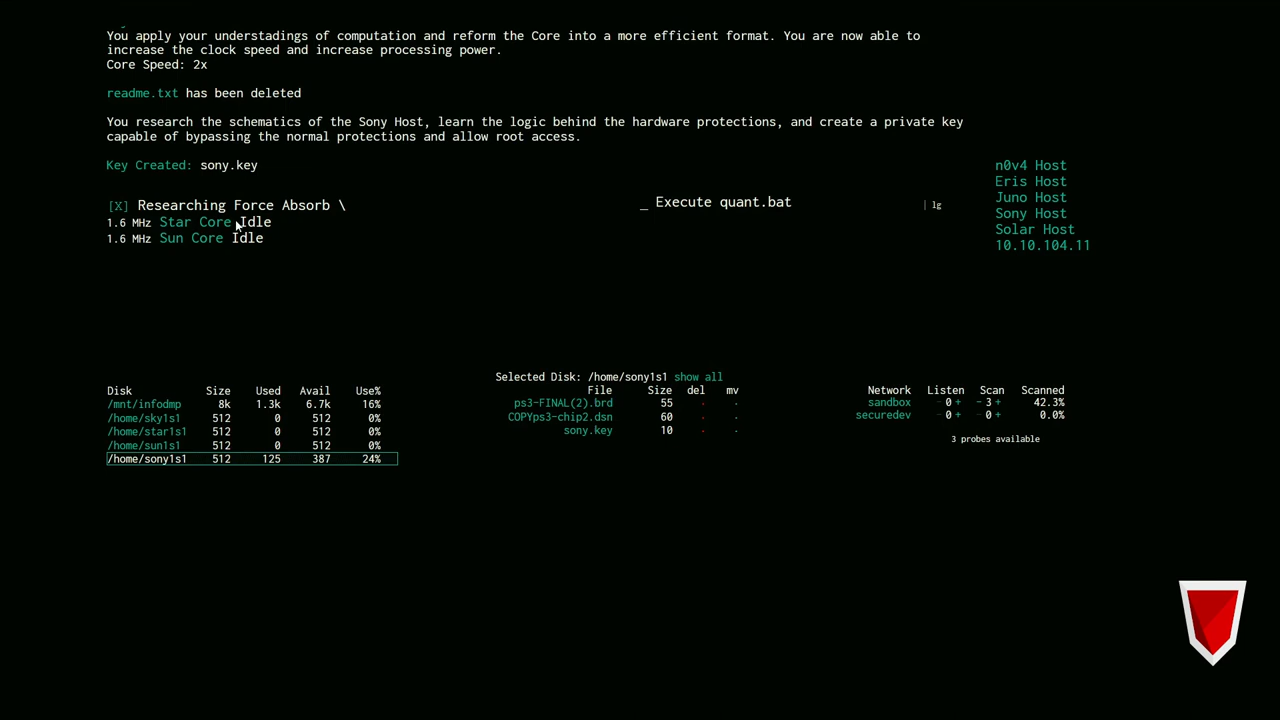 You apply your understadings of computation and reform the Core into a more efficient format. You are now able to
increase the clock speed and increase processing power.
Core Speed: 2x
readme.txt has been deleted
You research the schematics of the Sony Host, learn the logic behind the hardware protections, and create a private key
capable of bypassing the normal protections and allow root access.
Key Created: sony.key
[X] Researching Force Absorb \
1.6 MHz Star Core Idle
1.6 MHz Sun Core Idle
_ Execute quant.bat
| lg
n0v4 Host
Eris Host
Juno Host
Sony Host
Solar Host
10.10.104.11
Disk Size Used Avail Use%
/mnt/infodmp 8k 1.3k 6.7k 16%
/home/sky1s1 512 0 512 0%
/home/star1s1 512 0 512 0%
/home/sun1s1 512 0 512 0%
/home/sony1s1 512 125 387 24%
Selected Disk: /home/sony1s1 show all
File Size del mv
ps3-FINAL(2).brd 55 . .
COPYps3-chip2.dsn 60 . .
sony.key 10 . .
Network Listen Scan Scanned
sandbox -0+ -3+ 42.3%
securedev -0+ -0+ 0.0%
3 probes available